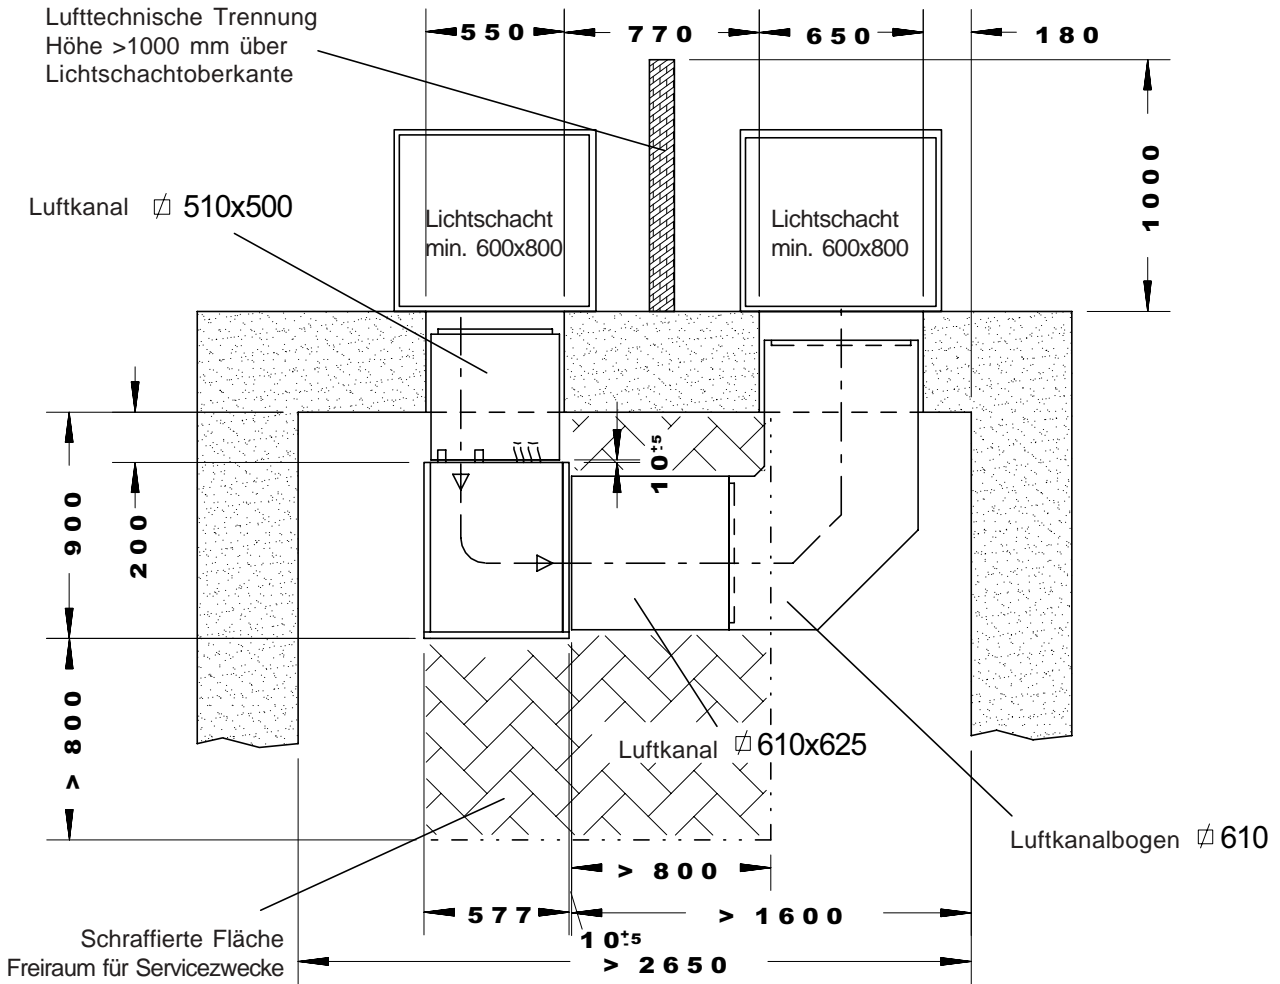 Lufttechnische Trennung
Höhe >1000 mm über
Lichtschachtoberkante
550
770
650
180
Luftkanal 510x500
Lichtschacht
min. 600x800
Lichtschacht
min. 600x800
1000
900
200
10±5
> 800
Luftkanal 610x625
Luftkanalbogen 610
> 800
577
> 1600
10±5
> 2650
Schraffierte Fläche
Freiraum für Servicezwecke